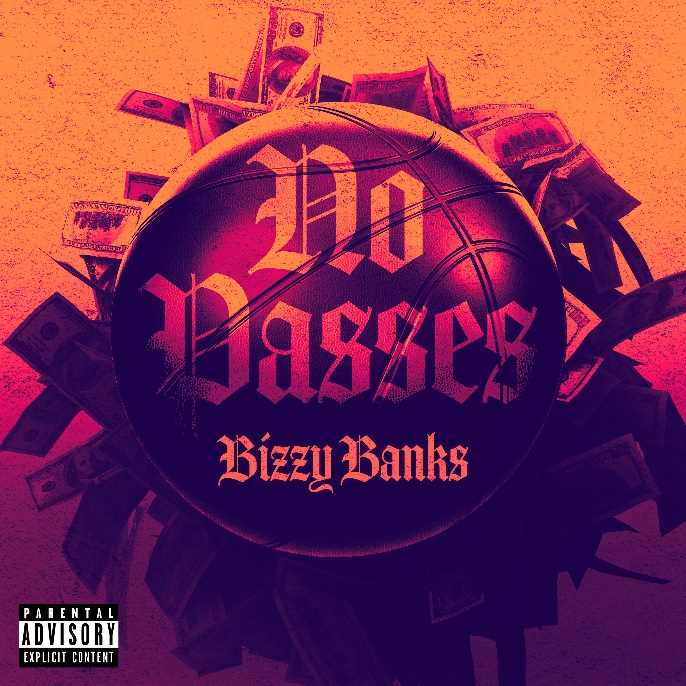 No
Passes
Bizzy Banks
PARENTAL
ADVISORY
EXPLICIT CONTENT